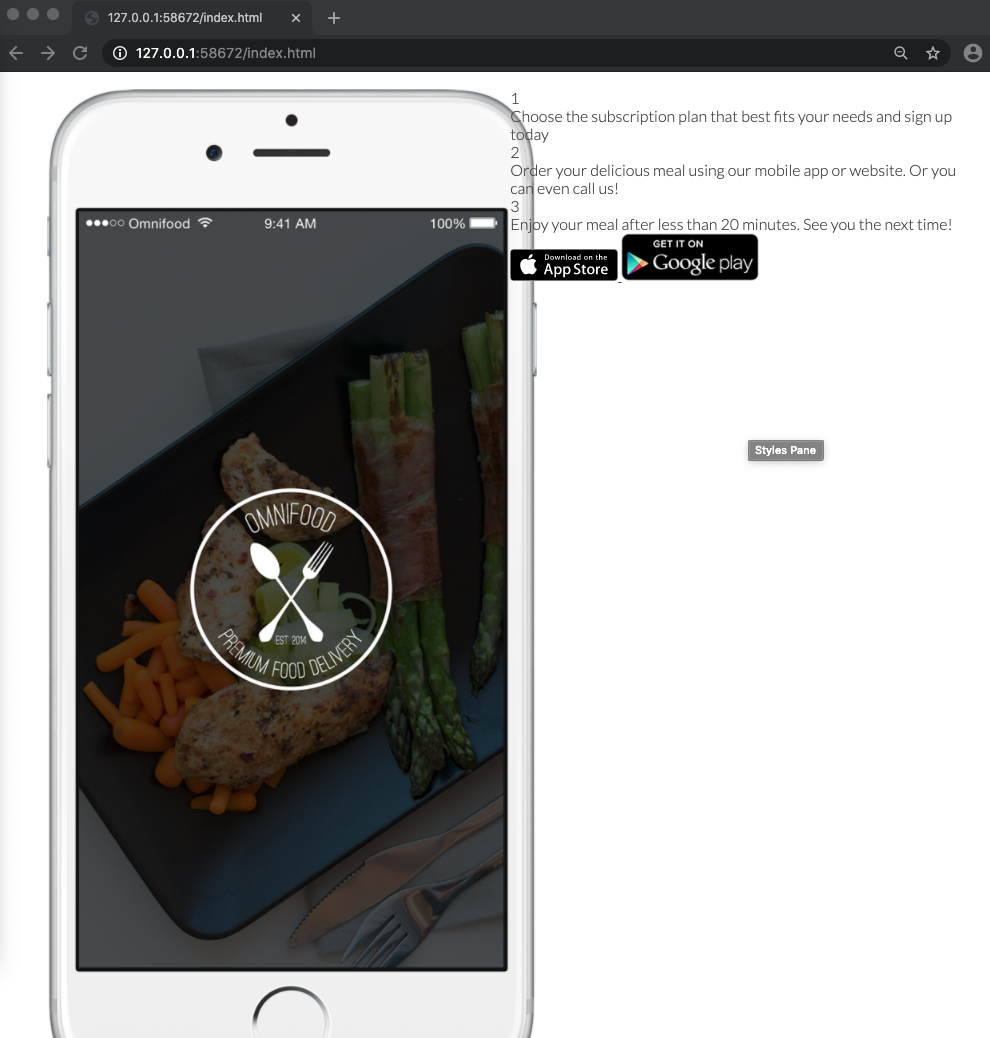 127.0.0.1:58672/index.html
127.0.0.1:58672/index.html
1
Choose the subscription plan that best fits your needs and sign up
today
2
Order your delicious meal using our mobile app or website. Or you
can even call us!
3
Enjoy your meal after less than 20 minutes. See you the next time!
Download on the
App Store
GET IT ON
Google play
Omnifood 9:41 AM 100%
Styles Pane
OMNIFOOD
EST 2014
PREMIUM FOOD DELIVERY